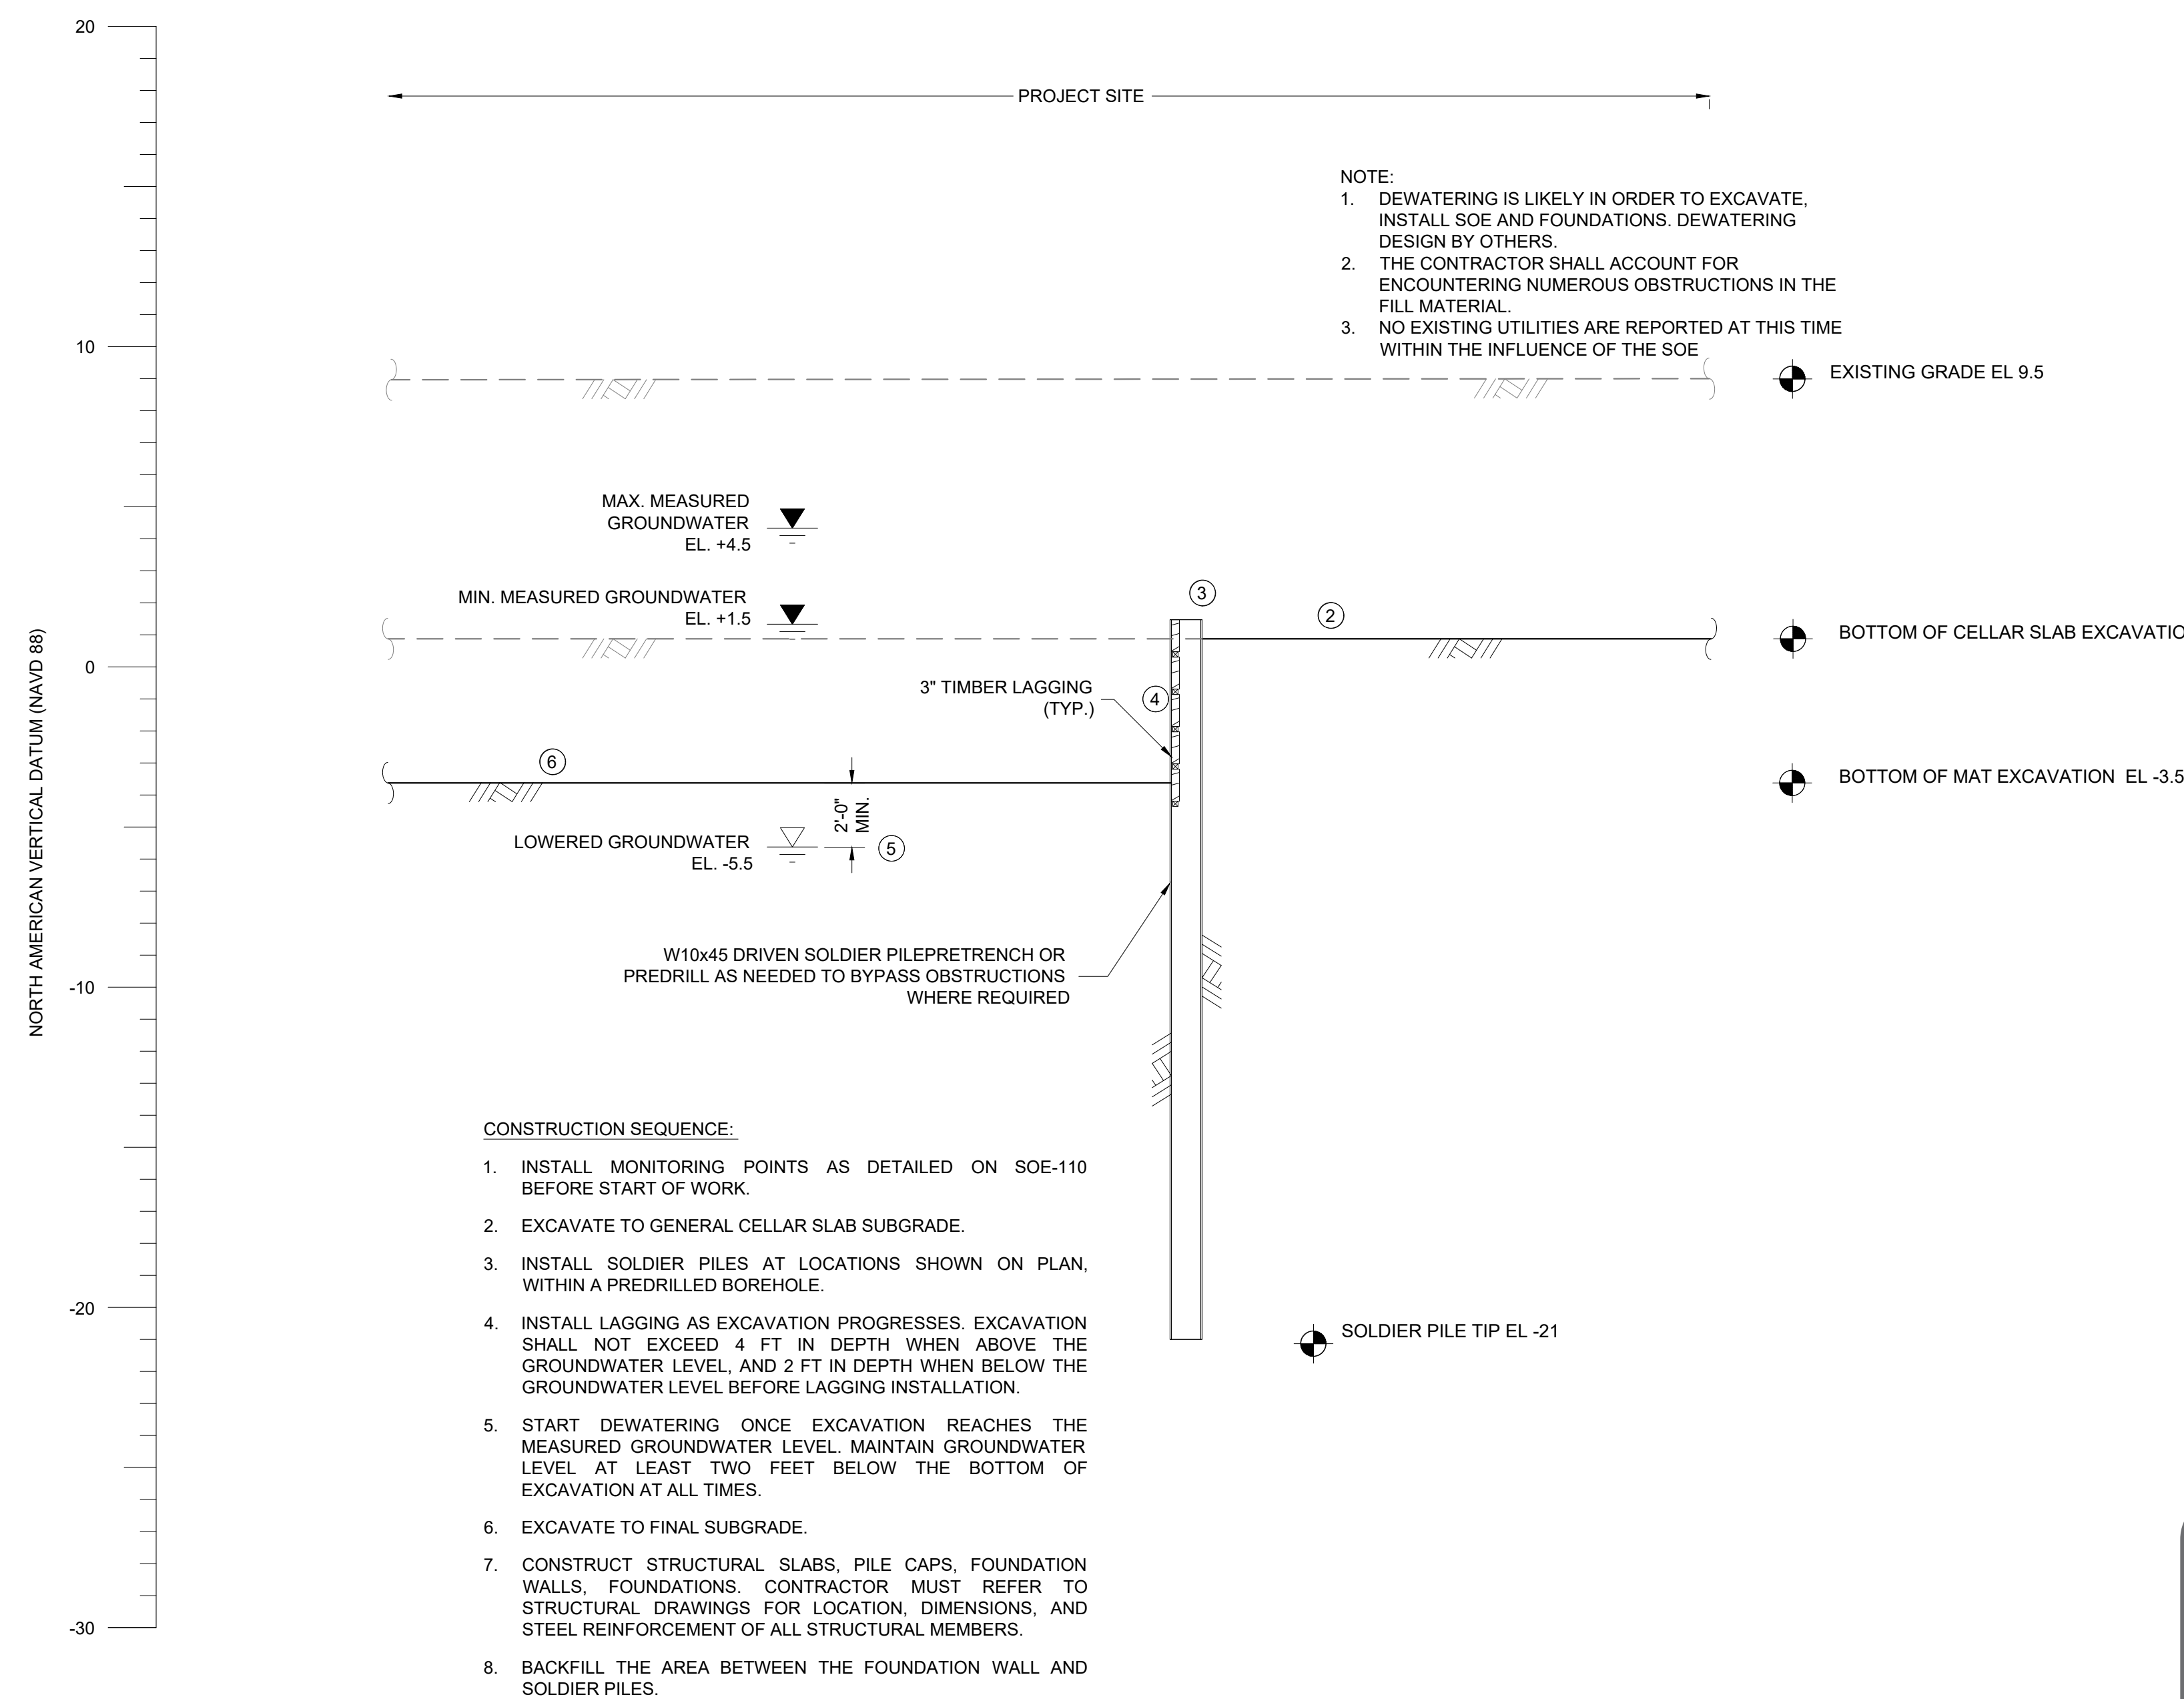 20
PROJECT SITE
NOTE:
1. DEWATERING IS LIKELY IN ORDER TO EXCAVATE,
INSTALL SOE AND FOUNDATIONS. DEWATERING
DESIGN BY OTHERS.
2. THE CONTRACTOR SHALL ACCOUNT FOR
ENCOUNTERING NUMEROUS OBSTRUCTIONS IN THE
FILL MATERIAL.
3. NO EXISTING UTILITIES ARE REPORTED AT THIS TIME
WITHIN THE INFLUENCE OF THE SOE
10
EXISTING GRADE EL 9.5
MAX. MEASURED
GROUNDWATER
EL. +4.5
MIN. MEASURED GROUNDWATER
EL. +1.5
3
2
BOTTOM OF CELLAR SLAB EXCAVATIO
NORTH AMERICAN VERTICAL DATUM (NAVD 88)
0
3" TIMBER LAGGING
(TYP.)
4
6
BOTTOM OF MAT EXCAVATION EL -3.5
2'-0"
MIN.
LOWERED GROUNDWATER
EL. -5.5
5
W10x45 DRIVEN SOLDIER PILEPRETRENCH OR
PREDRILL AS NEEDED TO BYPASS OBSTRUCTIONS
WHERE REQUIRED
-10
CONSTRUCTION SEQUENCE:
1. INSTALL MONITORING POINTS AS DETAILED ON SOE-110
BEFORE START OF WORK.
2. EXCAVATE TO GENERAL CELLAR SLAB SUBGRADE.
3. INSTALL SOLDIER PILES AT LOCATIONS SHOWN ON PLAN,
WITHIN A PREDRILLED BOREHOLE.
4. INSTALL LAGGING AS EXCAVATION PROGRESSES. EXCAVATION
SHALL NOT EXCEED 4 FT IN DEPTH WHEN ABOVE THE
GROUNDWATER LEVEL, AND 2 FT IN DEPTH WHEN BELOW THE
GROUNDWATER LEVEL BEFORE LAGGING INSTALLATION.
5. START DEWATERING ONCE EXCAVATION REACHES THE
MEASURED GROUNDWATER LEVEL. MAINTAIN GROUNDWATER
LEVEL AT LEAST TWO FEET BELOW THE BOTTOM OF
EXCAVATION AT ALL TIMES.
6. EXCAVATE TO FINAL SUBGRADE.
7. CONSTRUCT STRUCTURAL SLABS, PILE CAPS, FOUNDATION
WALLS, FOUNDATIONS. CONTRACTOR MUST REFER TO
STRUCTURAL DRAWINGS FOR LOCATION, DIMENSIONS, AND
STEEL REINFORCEMENT OF ALL STRUCTURAL MEMBERS.
8. BACKFILL THE AREA BETWEEN THE FOUNDATION WALL AND
SOLDIER PILES.
-20
SOLDIER PILE TIP EL -21
-30